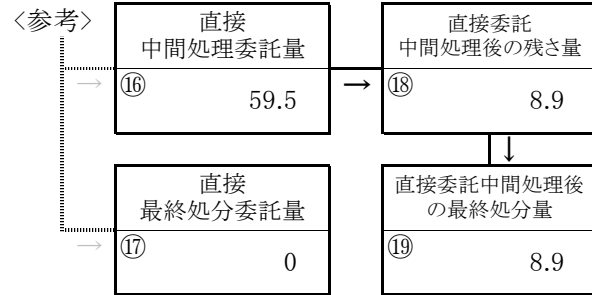 〈参考〉
直接
中間処理委託量
→ ⑯ 59.5
→
直接委託
中間処理後の残さ量
⑱ 8.9
↓
直接
最終処分委託量
→ ⑰ 0
直接委託中間処理後
の最終処分量
⑲ 8.9